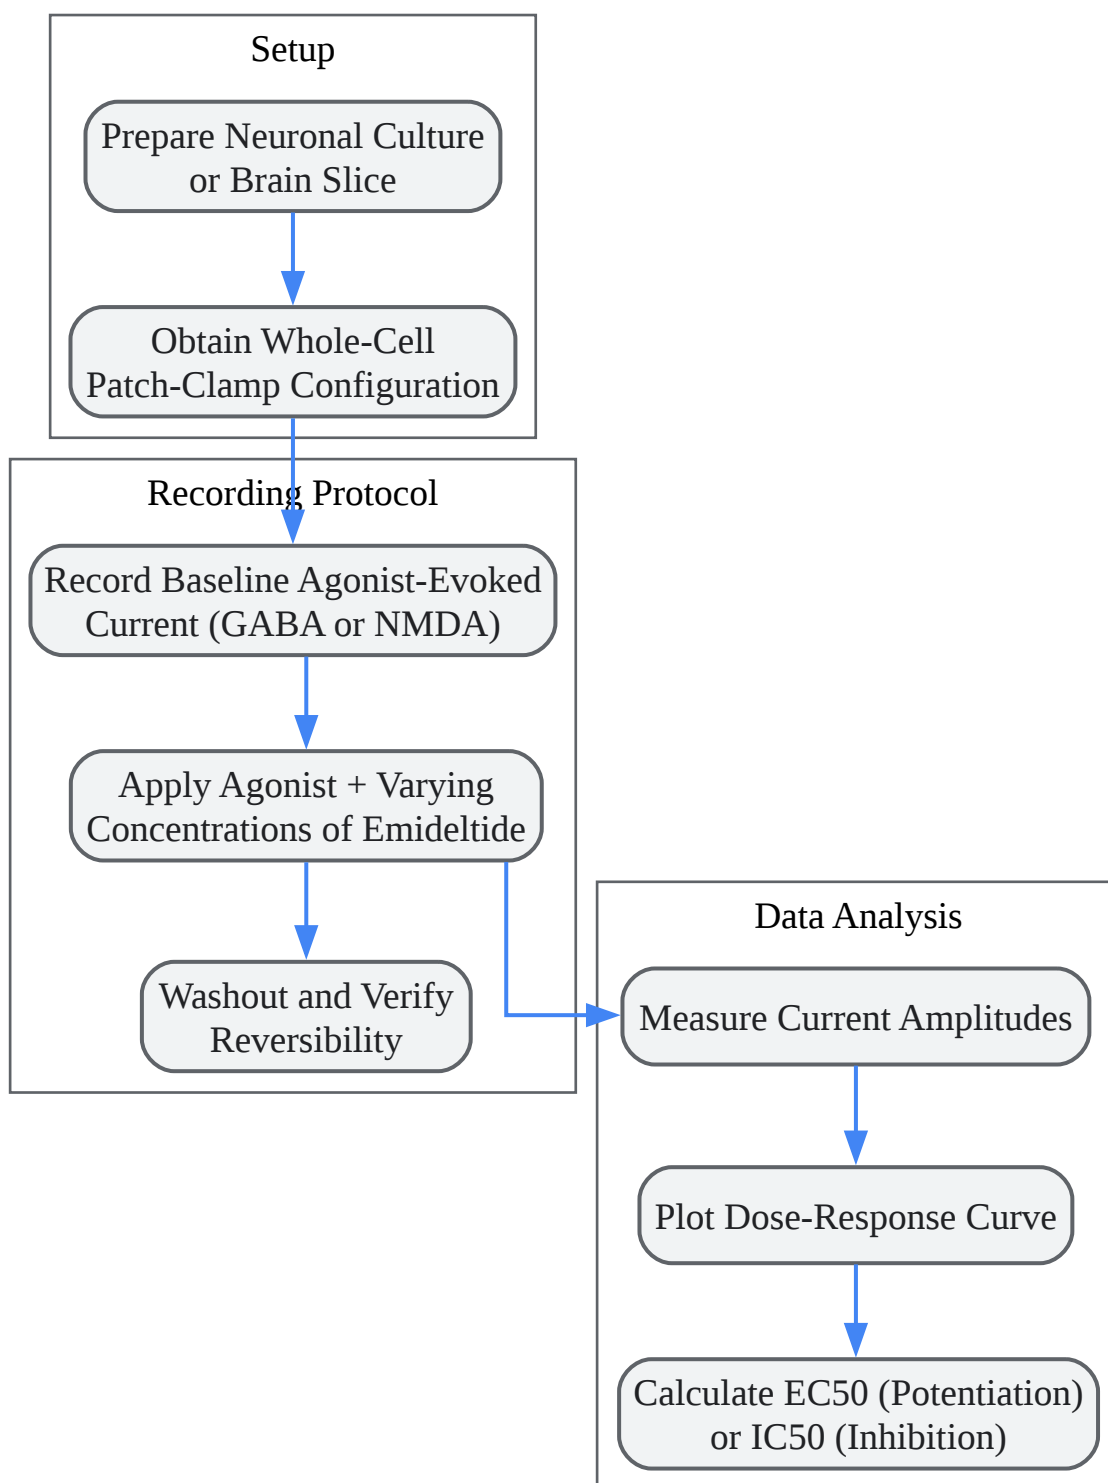 Setup
Prepare Neuronal Culture
or Brain Slice
Obtain Whole-Cell
Patch-Clamp Configuration
Recording Protocol
Record Baseline Agonist-Evoked
Current (GABA or NMDA)
Apply Agonist + Varying
Concentrations of Emideltide
Washout and Verify
Reversibility
Data Analysis
Measure Current Amplitudes
Plot Dose-Response Curve
Calculate EC50 (Potentiation)
or IC50 (Inhibition)